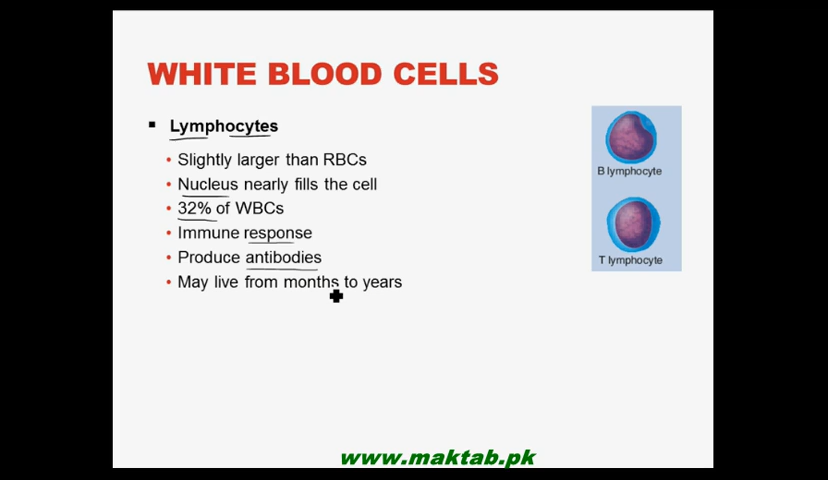 WHITE BLOOD CELLS
▪ Lymphocytes
• Slightly larger than RBCs
• Nucleus nearly fills the cell
• 32% of WBCs
• Immune response
• Produce antibodies
• May live from months to years
B lymphocyte
T lymphocyte
www.maktab.pk